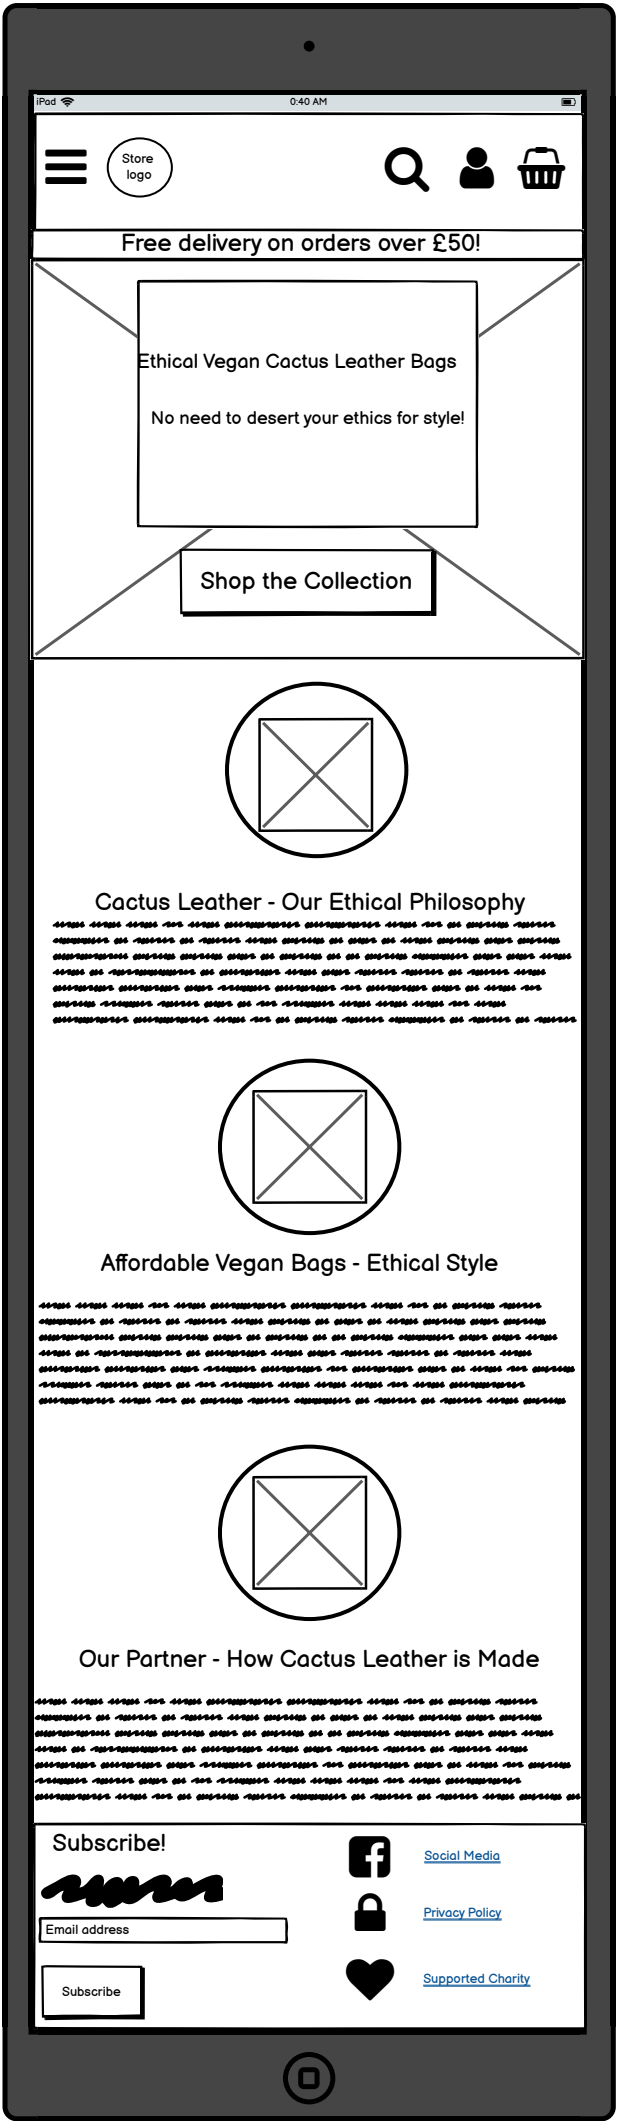 iPad
0:40 AM
Store
logo
Free delivery on orders over £50!
Ethical Vegan Cactus Leather Bags
No need to desert your ethics for style!
Shop the Collection
Cactus Leather - Our Ethical Philosophy
Affordable Vegan Bags - Ethical Style
Our Partner - How Cactus Leather is Made
Subscribe!
Email address
Subscribe
Social Media
Privacy Policy
Supported Charity